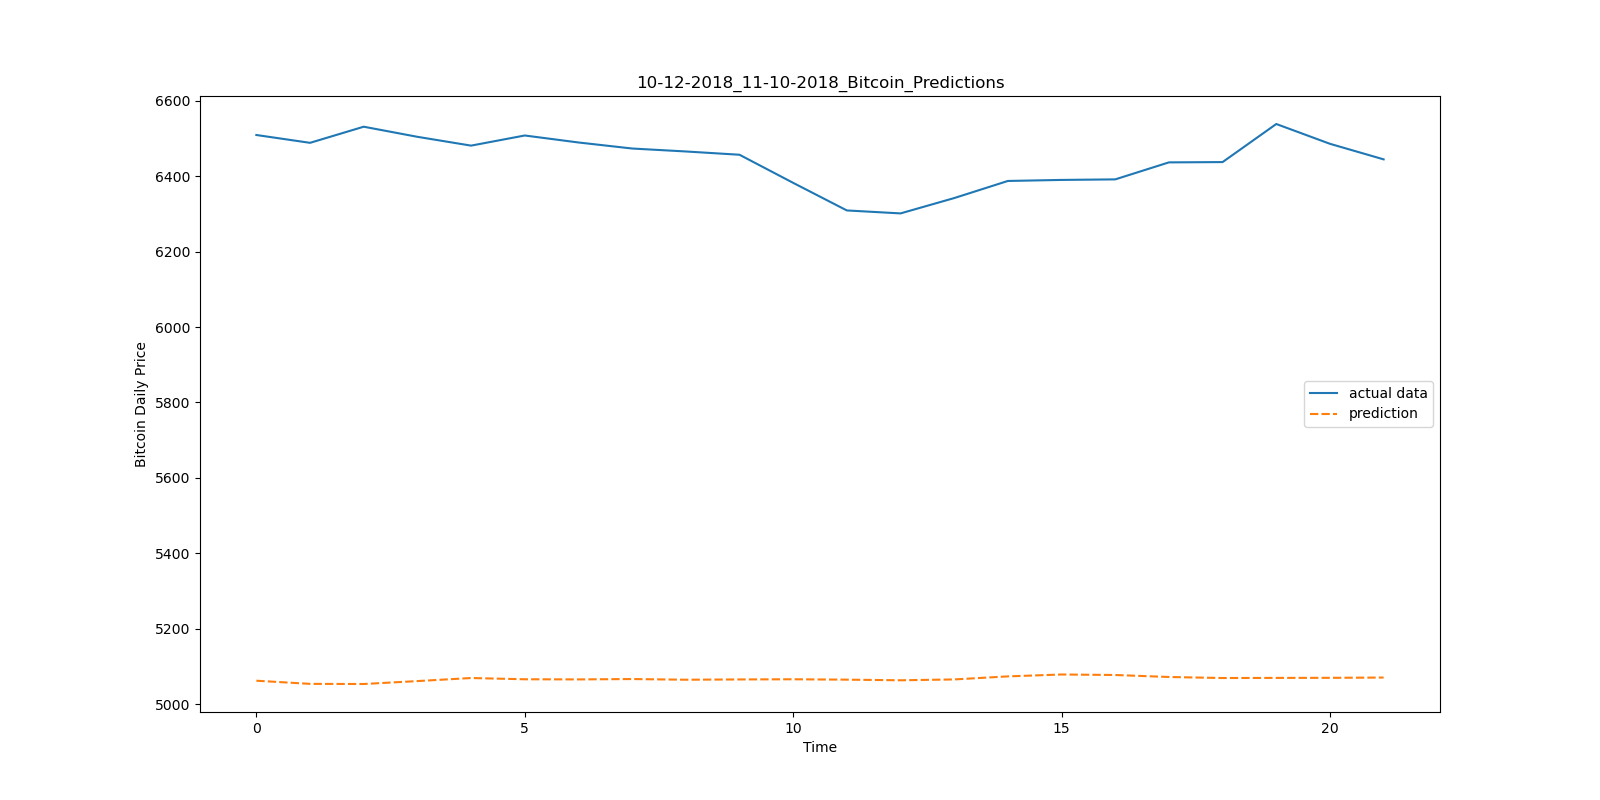 10-12-2018_11-10-2018_Bitcoin_Predictions
6600
6400
6200
6000
5800
5600
5400
5200
5000
Bitcoin Daily Price
actual data
prediction
0 5 10 15 20
Time